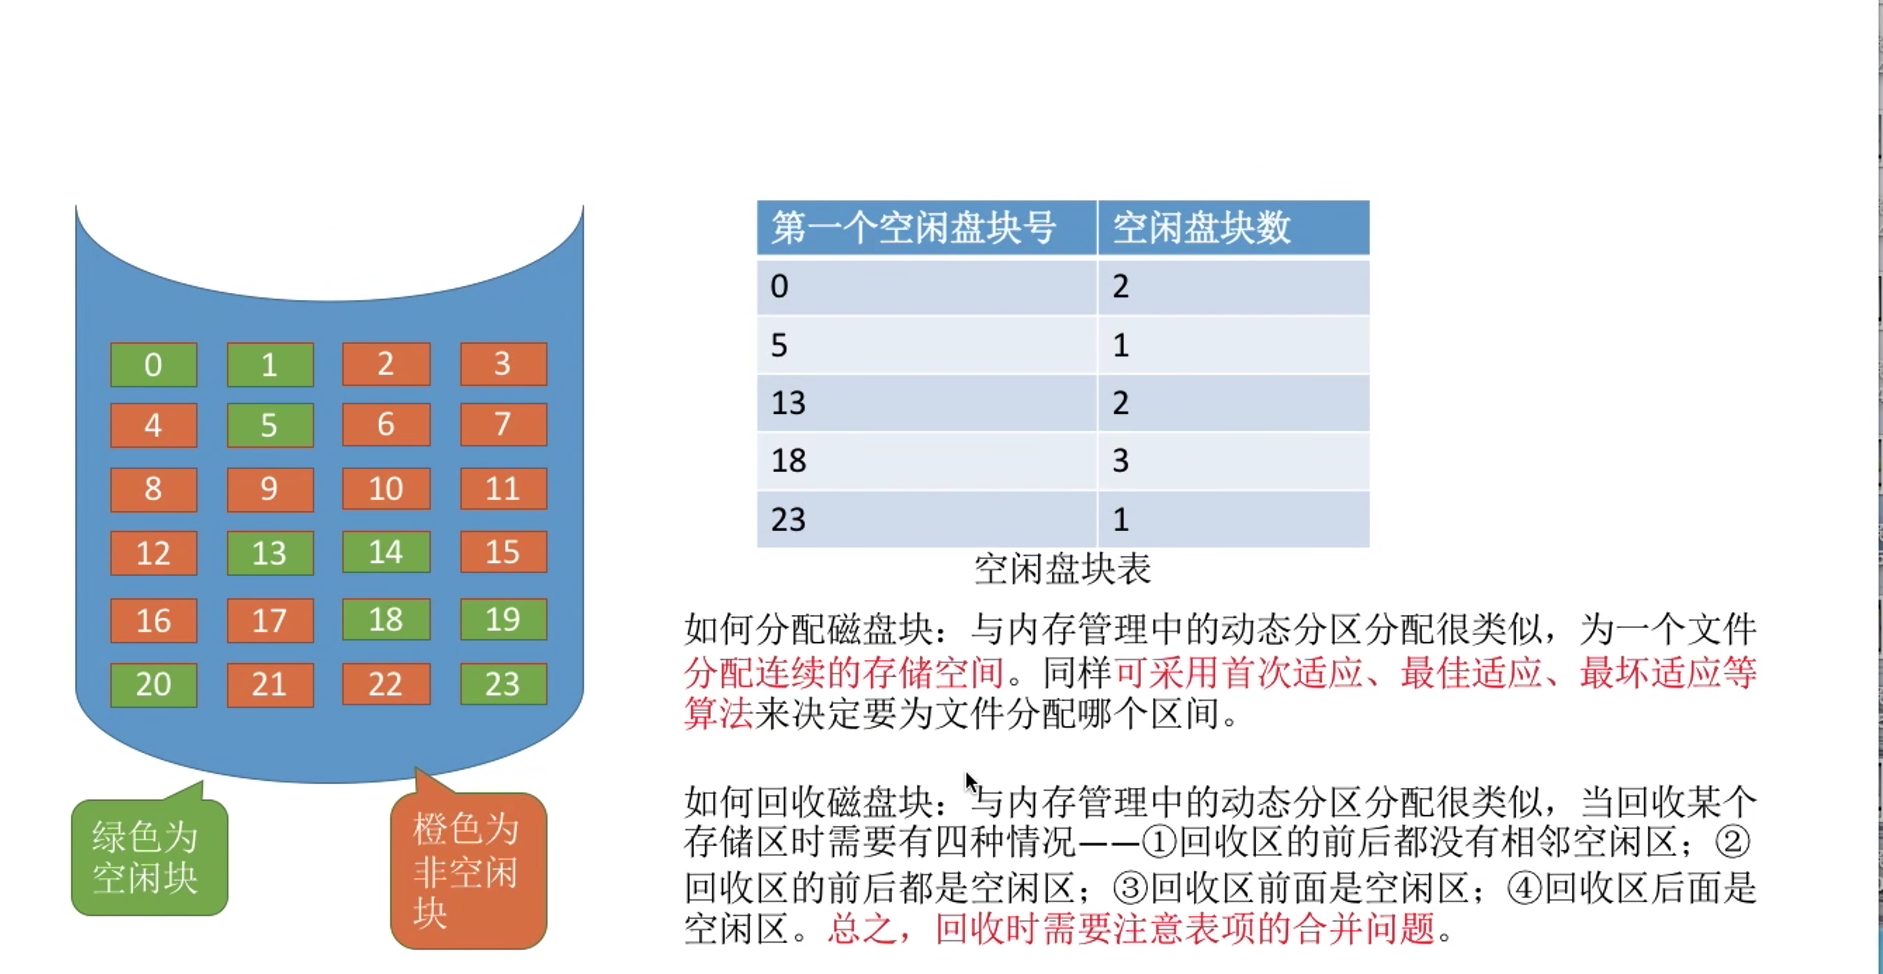 第一个空闲盘块号 空闲盘块数
0 2
5 1
13 2
18 3
23 1
空闲盘块表
0 1 2 3
4 5 6 7
8 9 10 11
12 13 14 15
16 17 18 19
20 21 22 23
绿色为
空闲块
橙色为
非空闲
块
如何分配磁盘块：与内存管理中的动态分区分配很类似，为一个文件
分配连续的存储空间。同样可采用首次适应、最佳适应、最坏适应等
算法来决定要为文件分配哪个区间。
如何回收磁盘块：与内存管理中的动态分区分配很类似，当回收某个
存储区时需要有四种情况——①回收区的前后都没有相邻空闲区；②
回收区的前后都是空闲区；③回收区前面是空闲区；④回收区后面是
空闲区。总之，回收时需要注意表项的合并问题。